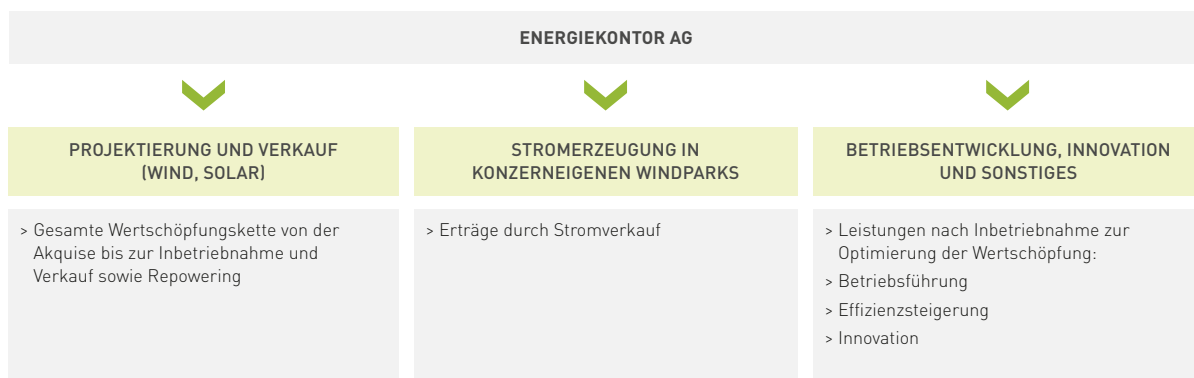 ENERGIEKONTOR AG
PROJEKTIERUNG UND VERKAUF
(WIND, SOLAR)
> Gesamte Wertschöpfungskette von der
Akquise bis zur Inbetriebnahme und
Verkauf sowie Repowering
STROMERZEUGUNG IN
KONZERNEIGENEN WINDPARKS
> Erträge durch Stromverkauf
BETRIEBSENTWICKLUNG, INNOVATION
UND SONSTIGES
> Leistungen nach Inbetriebnahme zur
Optimierung der Wertschöpfung:
> Betriebsführung
> Effizienzsteigerung
> Innovation